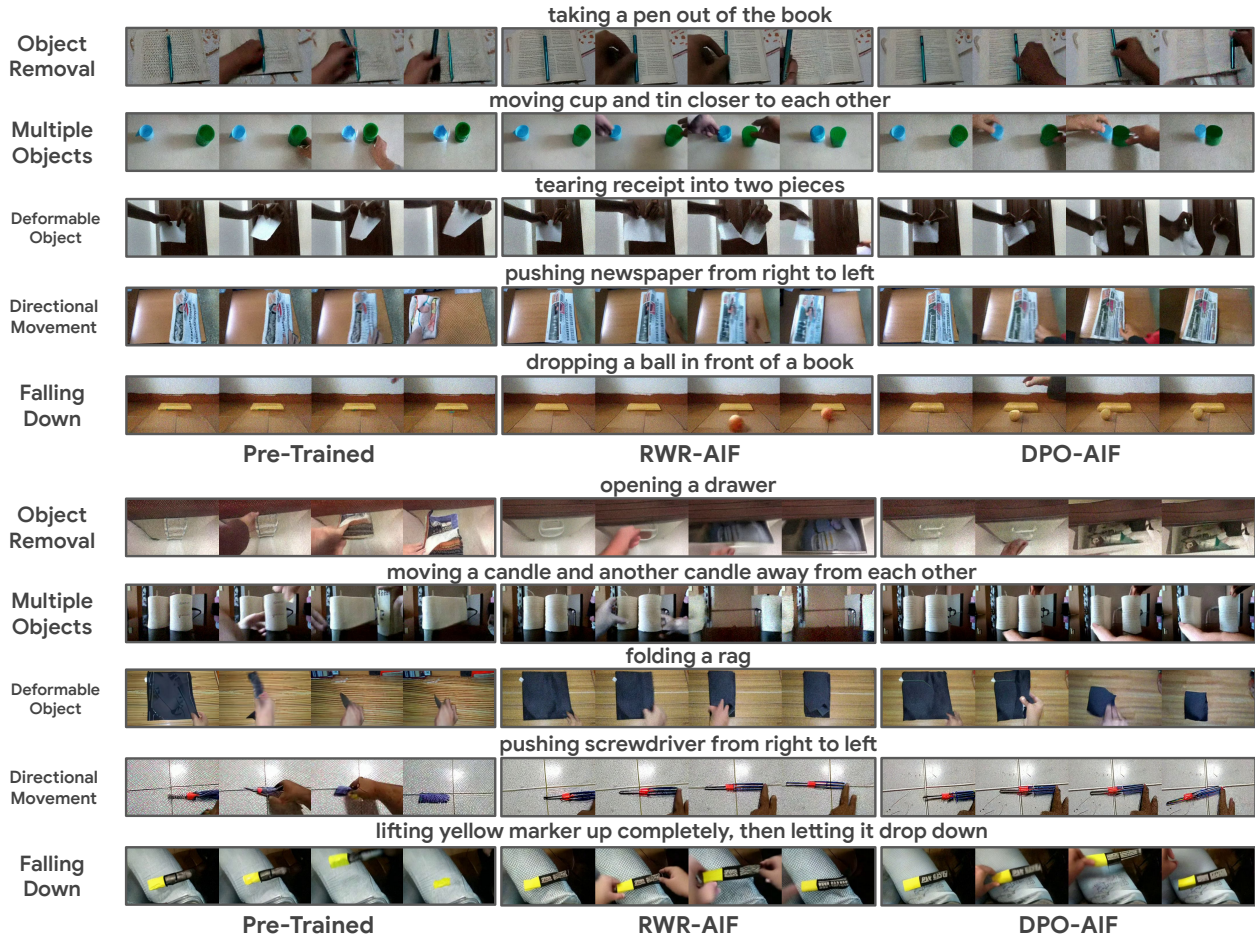 taking a pen out of the book
Object
Removal
moving cup and tin closer to each other
Multiple
Objects
tearing receipt into two pieces
Deformable
Object
pushing newspaper from right to left
Directional
Movement
dropping a ball in front of a book
Falling
Down
Pre-Trained
RWR-AIF
DPO-AIF
opening a drawer
Object
Removal
moving a candle and another candle away from each other
Multiple
Objects
folding a rag
Deformable
Object
pushing screwdriver from right to left
Directional
Movement
lifting yellow marker up completely, then letting it drop down
Falling
Down
Pre-Trained
RWR-AIF
DPO-AIF